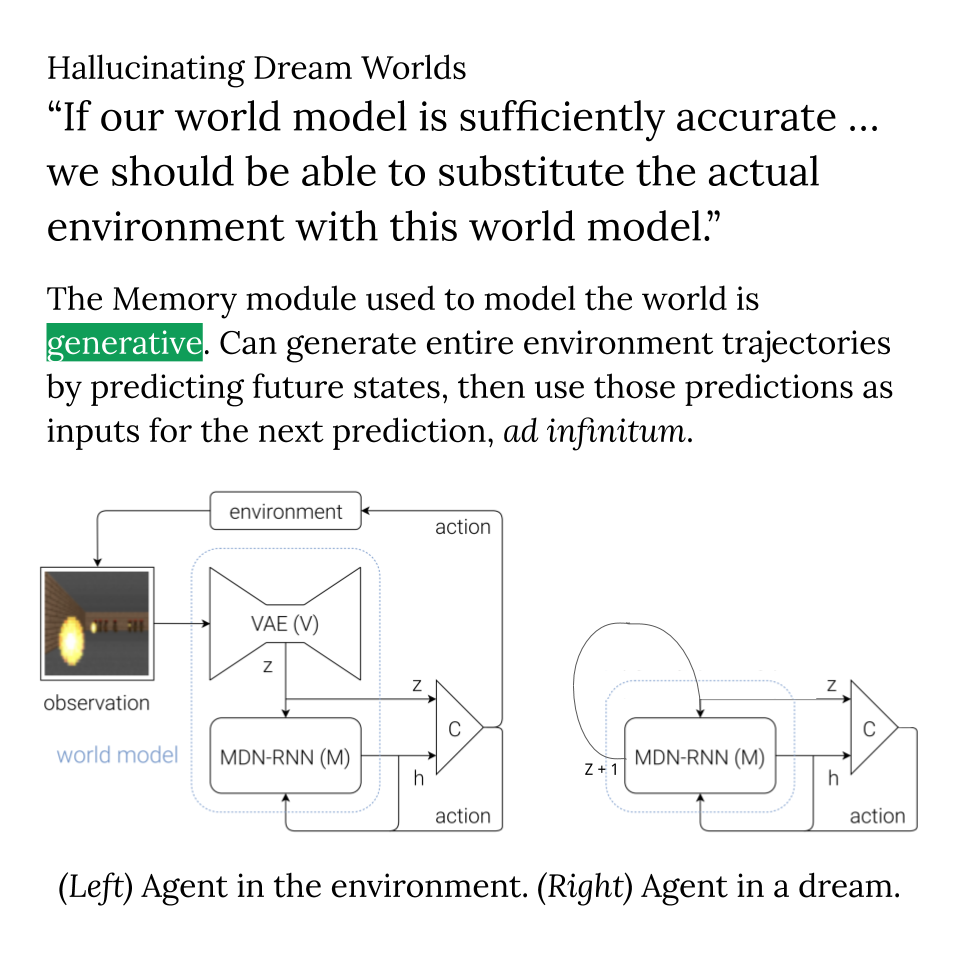 Hallucinating Dream Worlds
“If our world model is sufficiently accurate …
we should be able to substitute the actual
environment with this world model.”
The Memory module used to model the world is
generative. Can generate entire environment trajectories
by predicting future states, then use those predictions as
inputs for the next prediction, ad infinitum.
environment
action
VAE (V)
z
z
observation
C
world model
MDN-RNN (M)
h
action
z
C
z + 1
MDN-RNN (M)
h
action
(Left) Agent in the environment. (Right) Agent in a dream.